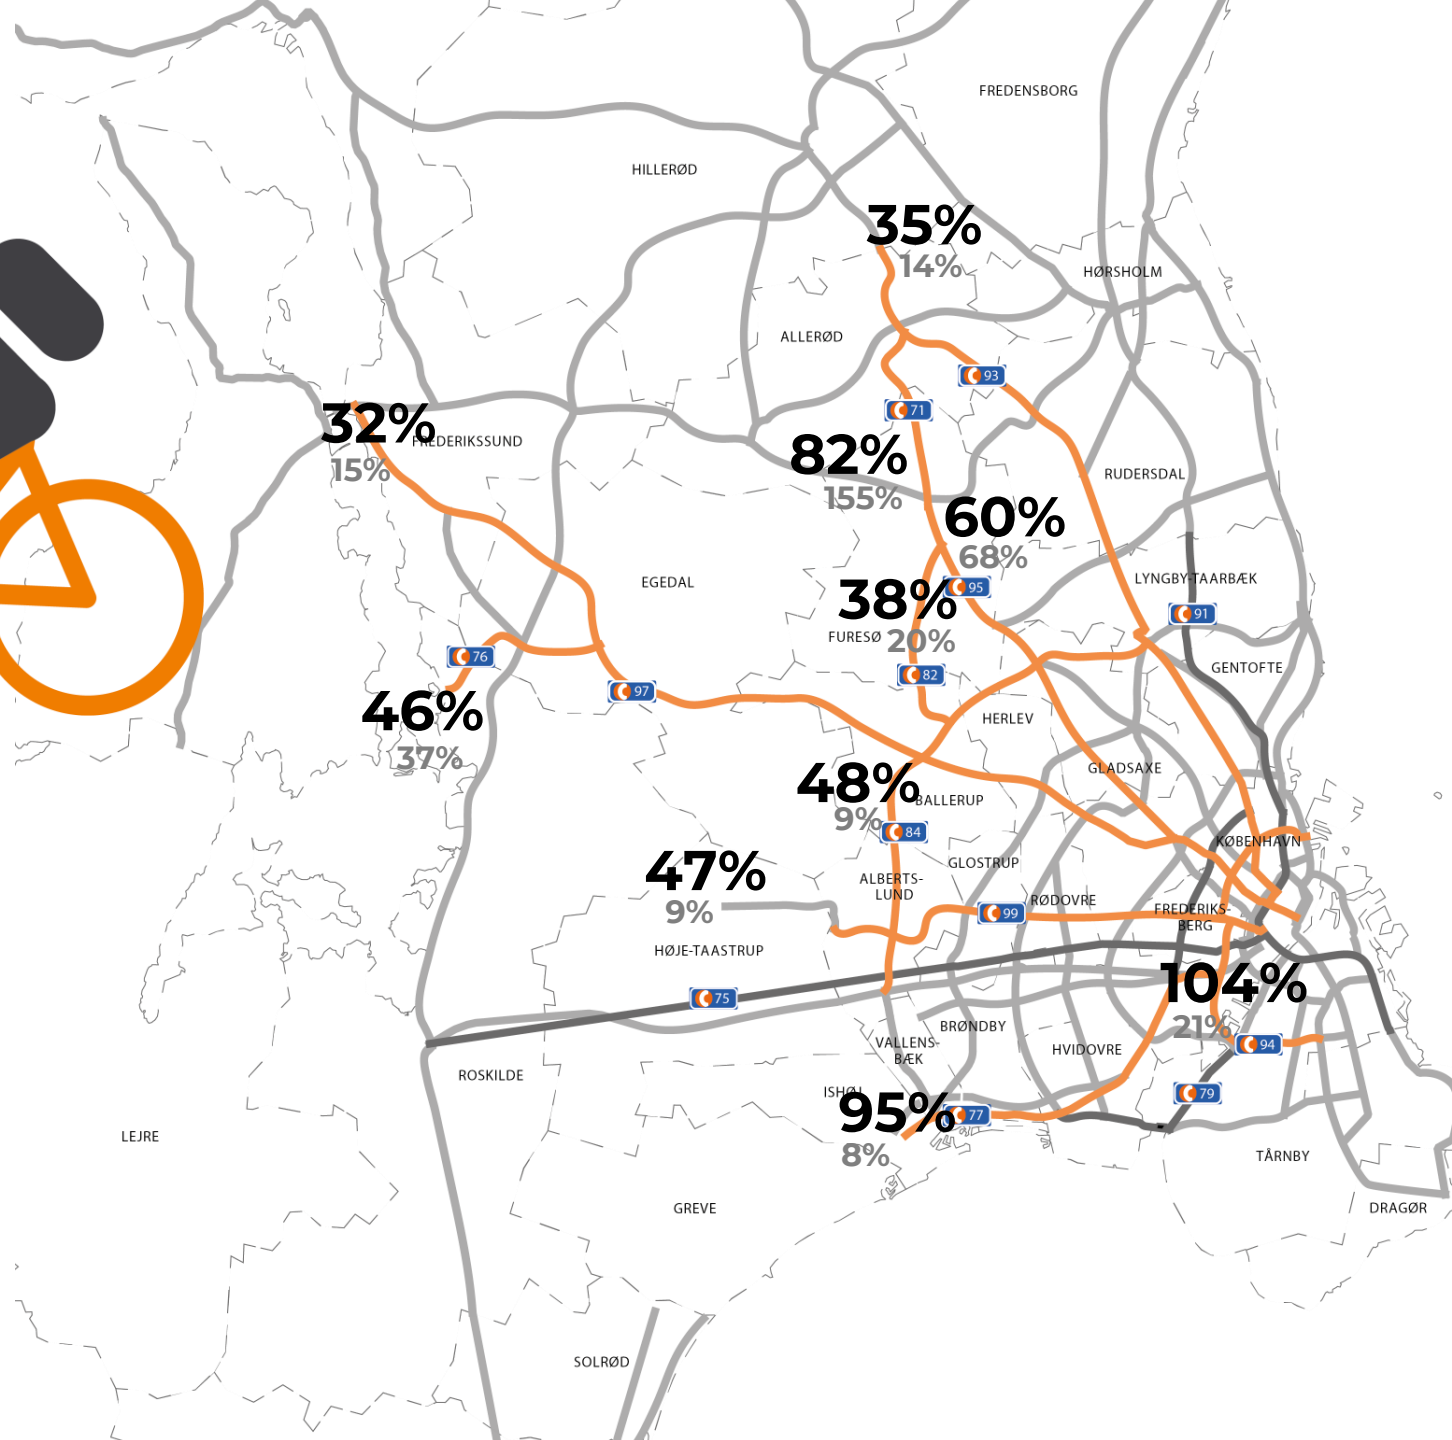 FREDENSBORG
HILLERØD
35%
14%
HØRSHOLM
ALLERØD
93
71
32%
FREDERIKSSUND
15%
82%
155%
RUDERSDAL
60%
68%
EGEDAL
LYNGBY-TAARBÆK
95
38%
91
FURESØ
20%
76
82
GENTOFTE
97
46%
37%
HERLEV
GLADSAXE
48%
BALLERUP
9%
84
KØBENHAVN
47%
9%
GLOSTRUP
ALBERTS-
LUND
RØDOVRE
99
FREDERIKS-
BERG
HØJE-TAASTRUP
104%
75
21%
BRØNDBY
94
VALLENS-
BÆK
HVIDOVRE
ROSKILDE
ISHØJ
79
95%
77
8%
LEJRE
TÅRNBY
GREVE
DRAGØR
SOLRØD